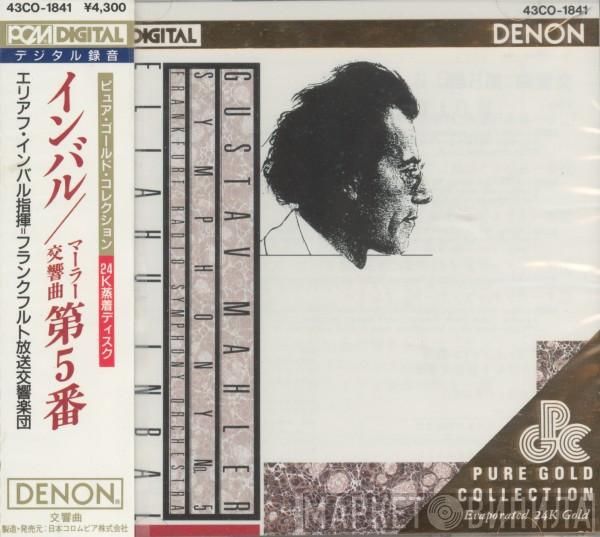 43CO-1841 ¥4,300
PCM DIGITAL
デジタル録音
ピュア・ゴールド・コレクション
24K蒸着ディスク
インバル/マーラー交響曲 第5番
エリアフ・インバル指揮=フランクフルト放送交響楽団
DENON
交響曲
製造・発売元:日本コロムビア株式会社
43CO-1841
DIGITAL
DENON
GUSTAV MAHLER
SYMPHONY No. 5
FRANKFURT RADIO SYMPHONY ORCHESTRA
ELIAHU INBA
PGC
PURE GOLD
COLLECTION
Evaporated 24K Gold